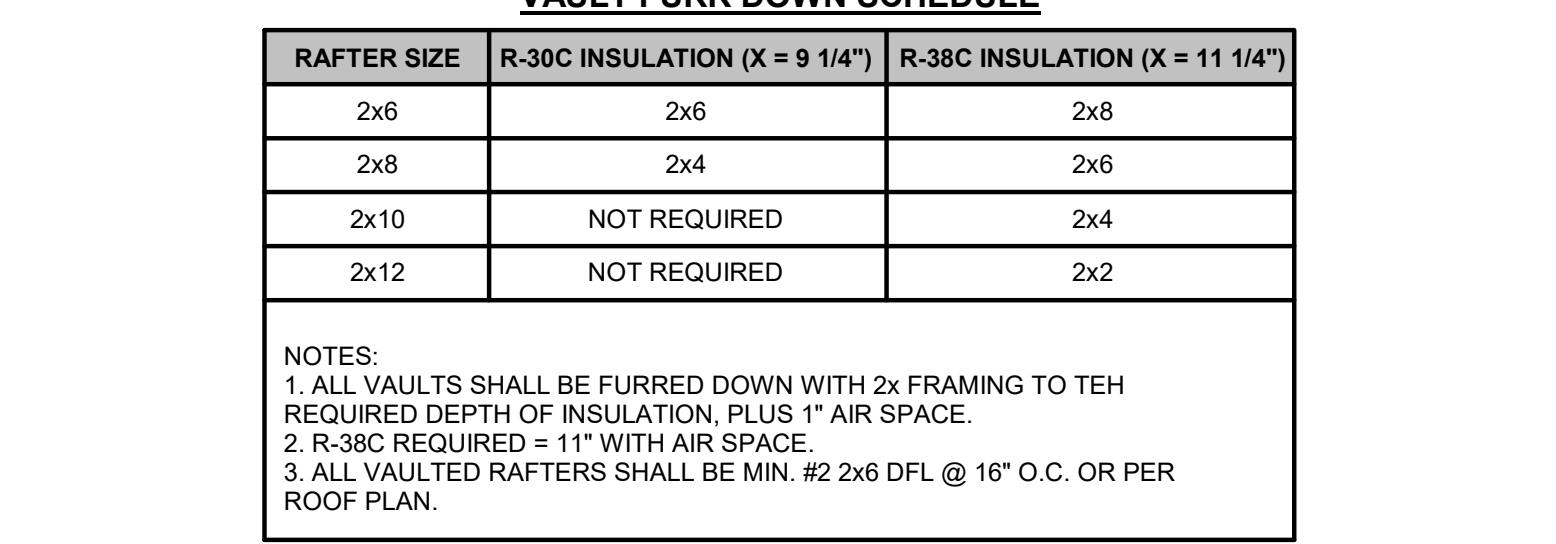 VAULT FURR DOWN SCHEDULE
RAFTER SIZE R-30C INSULATION (X = 9 1/4") R-38C INSULATION (X = 11 1/4")
2x6 2x6 2x8
2x8 2x4 2x6
2x10 NOT REQUIRED 2x4
2x12 NOT REQUIRED 2x2
NOTES:
1. ALL VAULTS SHALL BE FURRED DOWN WITH 2x FRAMING TO TEH
REQUIRED DEPTH OF INSULATION, PLUS 1" AIR SPACE.
2. R-38C REQUIRED = 11" WITH AIR SPACE.
3. ALL VAULTED RAFTERS SHALL BE MIN. #2 2x6 DFL @ 16" O.C. OR PER
ROOF PLAN.